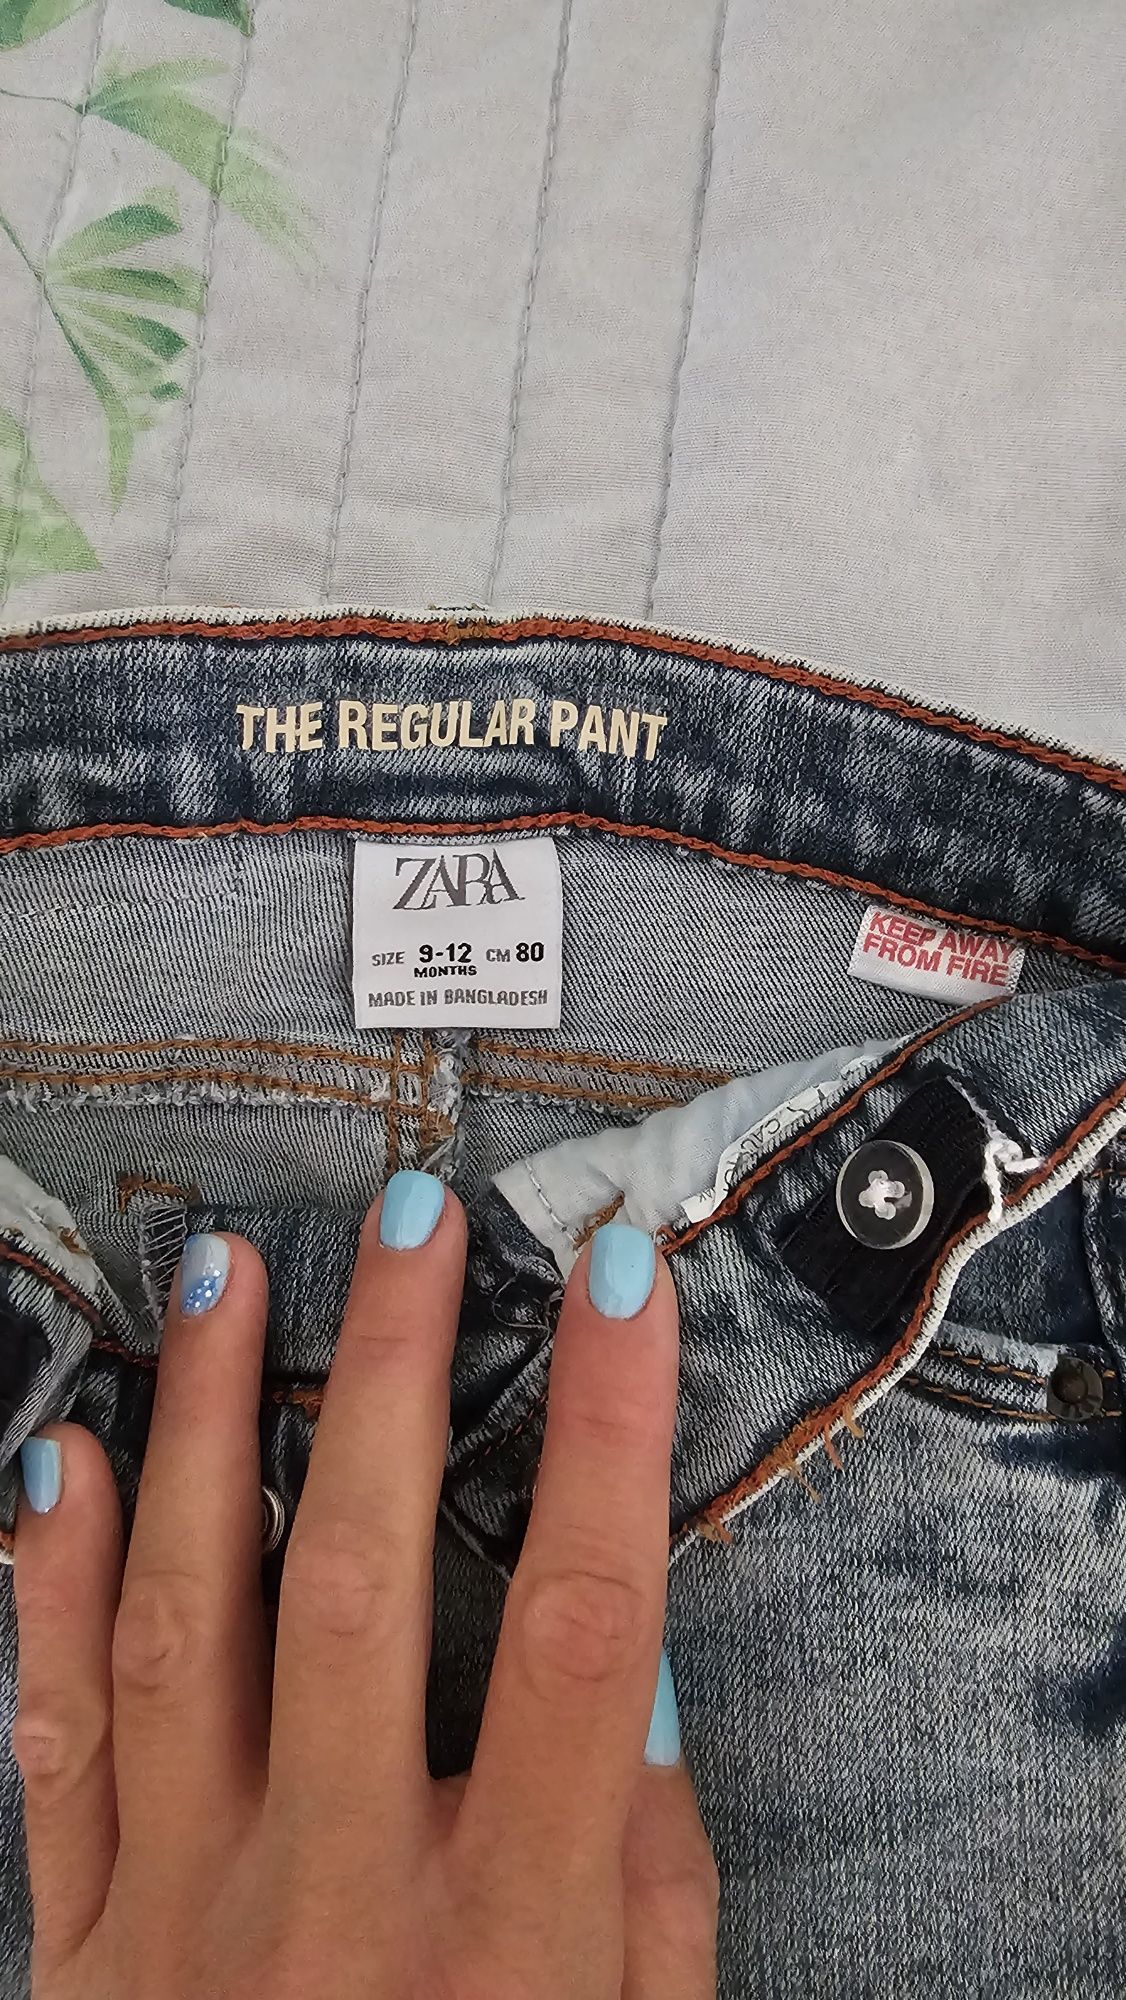 THE REGULAR PANT
ZARA
SIZE 9-12 CM 80
MONTHS
MADE IN BANGLADESH
KEEP AWAY
FROM FIRE